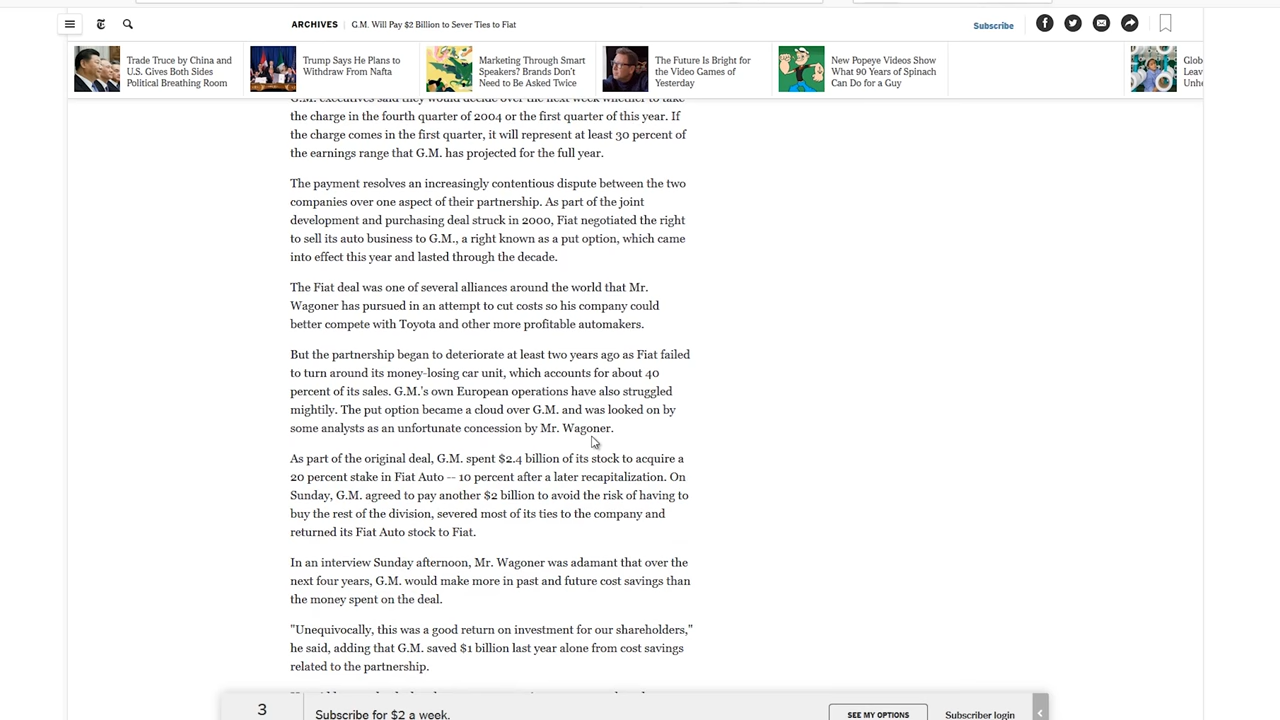 ARCHIVES | G.M. Will Pay $2 Billion to Sever Ties to Fiat
Subscribe
Trade Truce by China and
U.S. Gives Both Sides
Political Breathing Room
Trump Says He Plans to
Withdraw From Nafta
Marketing Through Smart
Speakers? Brands Don't
Need to Be Asked Twice
The Future Is Bright for
the Video Games of
Yesterday
New Popeye Videos Show
What 90 Years of Spinach
Can Do for a Guy
Glob
Leav
Unhe
G.M. executives said they would decide over the next week whether to take
the charge in the fourth quarter of 2004 or the first quarter of this year. If
the charge comes in the first quarter, it will represent at least 30 percent of
the earnings range that G.M. has projected for the full year.
The payment resolves an increasingly contentious dispute between the two
companies over one aspect of their partnership. As part of the joint
development and purchasing deal struck in 2000, Fiat negotiated the right
to sell its auto business to G.M., a right known as a put option, which came
into effect this year and lasted through the decade.
The Fiat deal was one of several alliances around the world that Mr.
Wagoner has pursued in an attempt to cut costs so his company could
better compete with Toyota and other more profitable automakers.
But the partnership began to deteriorate at least two years ago as Fiat failed
to turn around its money-losing car unit, which accounts for about 40
percent of its sales. G.M.'s own European operations have also struggled
mightily. The put option became a cloud over G.M. and was looked on by
some analysts as an unfortunate concession by Mr. Wagoner.
As part of the original deal, G.M. spent $2.4 billion of its stock to acquire a
20 percent stake in Fiat Auto -- 10 percent after a later recapitalization. On
Sunday, G.M. agreed to pay another $2 billion to avoid the risk of having to
buy the rest of the division, severed most of its ties to the company and
returned its Fiat Auto stock to Fiat.
In an interview Sunday afternoon, Mr. Wagoner was adamant that over the
next four years, G.M. would make more in past and future cost savings than
the money spent on the deal.
"Unequivocally, this was a good return on investment for our shareholders,"
he said, adding that G.M. saved $1 billion last year alone from cost savings
related to the partnership.
3
Subscribe for $2 a week.
SEE MY OPTIONS
Subscriber login